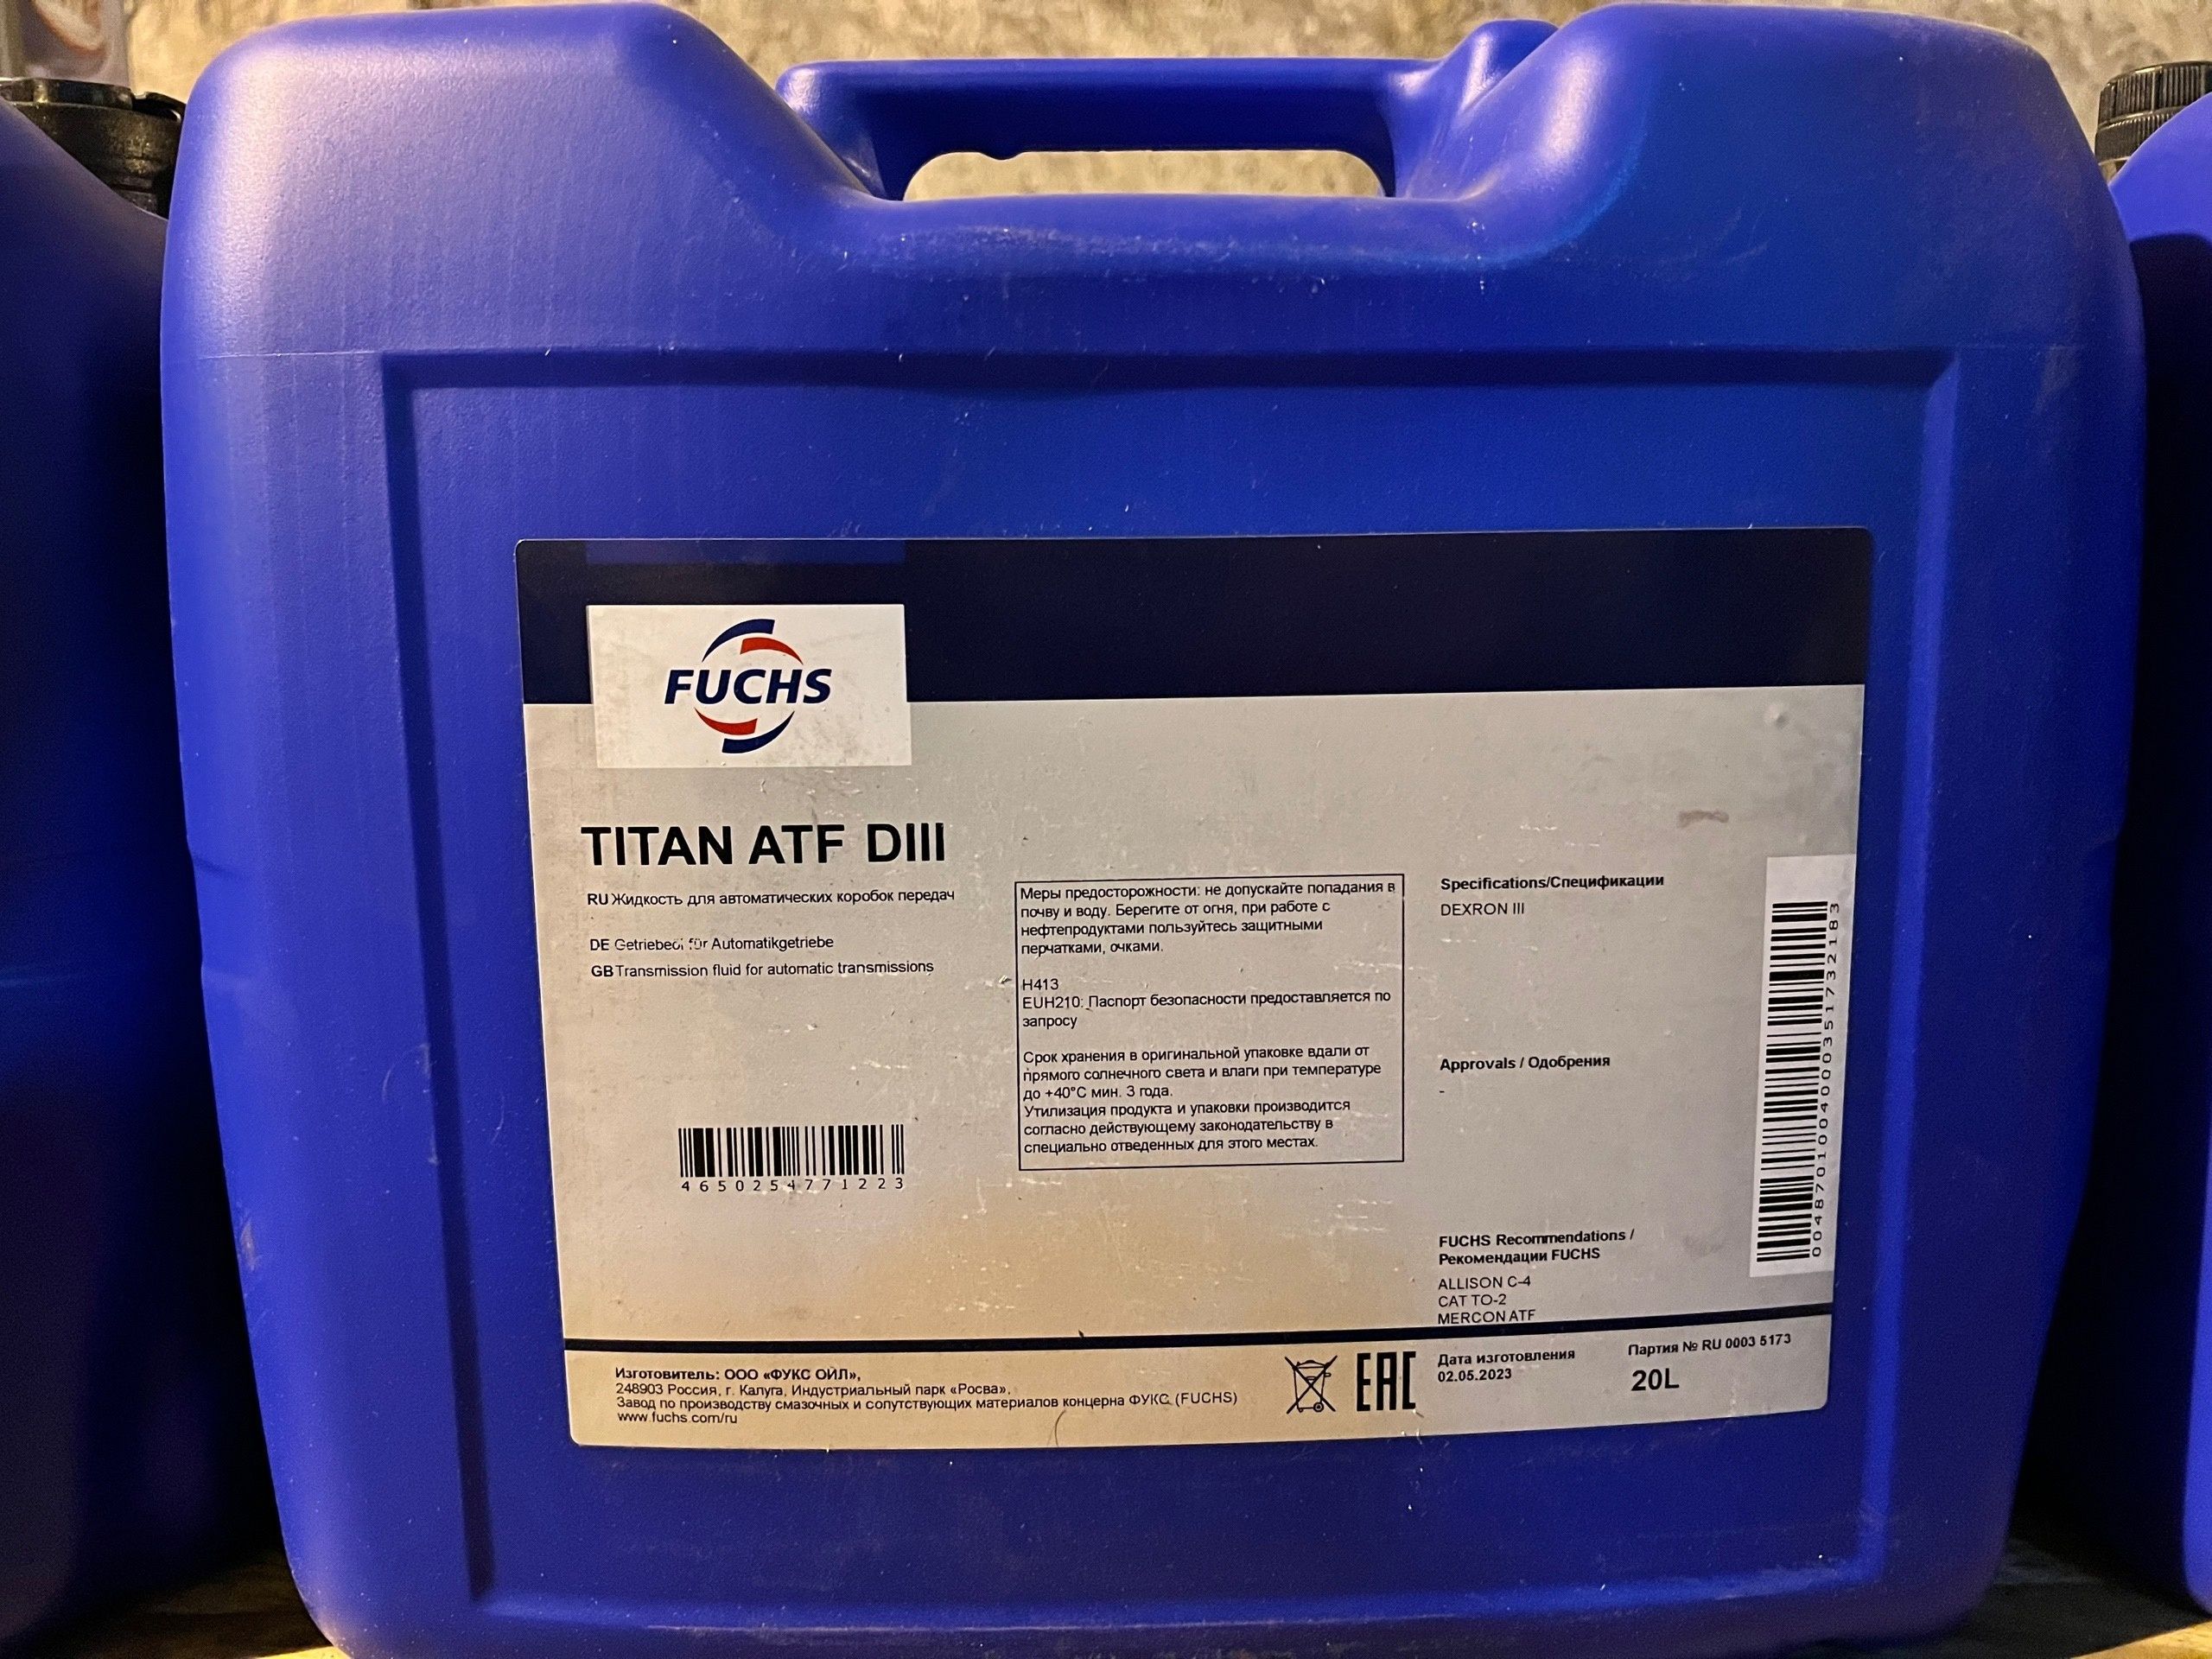 FUCHS
TITAN ATF DIII
RU Жидкость для автоматических коробок передач
DE Getriebeöl für Automatikgetriebe
GB Transmission fluid for automatic transmissions
4650254771223
Меры предосторожности: не допускайте попадания в
почву и воду. Берегите от огня, при работе с
нефтепродуктами пользуйтесь защитными
перчатками, очками.
H413
EUH210: Паспорт безопасности предоставляется по
запросу
Срок хранения в оригинальной упаковке вдали от
прямого солнечного света и влаги при температуре
до +40°C мин. 3 года.
Утилизация продукта и упаковки производится
согласно действующему законодательству в
специально отведенных для этого местах.
Specifications/Спецификации
DEXRON III
Approvals / Одобрения
-
FUCHS Recommendations /
Рекомендации FUCHS
ALLISON C-4
CAT TO-2
MERCON ATF
00487010040000351732183
Изготовитель: ООО «ФУКС ОЙЛ»,
248903 Россия, г. Калуга, Индустриальный парк «Росва»,
Завод по производству смазочных и сопутствующих материалов концерна ФУКС (FUCHS)
www.fuchs.com/ru
EAC
Дата изготовления
02.05.2023
Партия № RU 0003 5173
20L